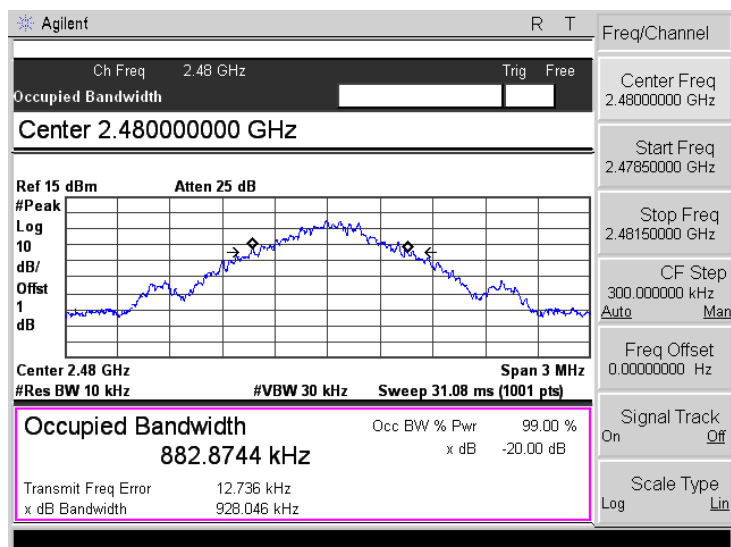 Agilent R T
Ch Freq 2.48 GHz Trig Free
Occupied Bandwidth
Center 2.480000000 GHz
Ref 15 dBm Atten 25 dB
#Peak
Log
10
dB/
Offst
1
dB
Center 2.48 GHz Span 3 MHz
#Res BW 10 kHz #VBW 30 kHz Sweep 31.08 ms (1001 pts)
Occupied Bandwidth Occ BW % Pwr 99.00 %
882.8744 kHz x dB -20.00 dB
Transmit Freq Error 12.736 kHz
x dB Bandwidth 928.046 kHz
Freq/Channel
Center Freq
2.48000000 GHz
Start Freq
2.47850000 GHz
Stop Freq
2.48150000 GHz
CF Step
300.000000 kHz
Auto Man
Freq Offset
0.00000000 Hz
Signal Track
On Off
Scale Type
Log Lin